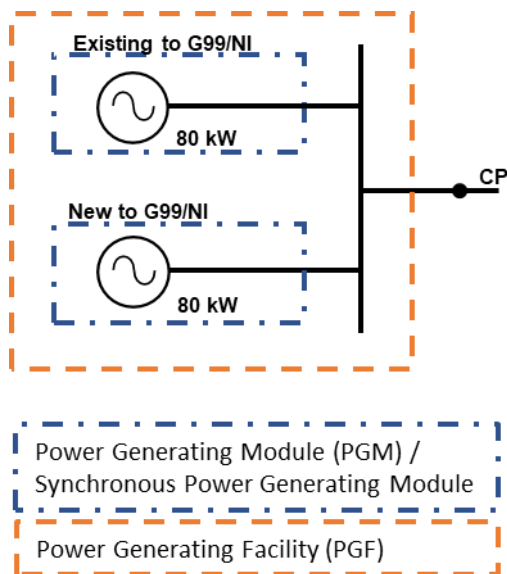 Existing to G99/NI
80 kW
CP
New to G99/NI
80 kW
Power Generating Module (PGM) /
Synchronous Power Generating Module
Power Generating Facility (PGF)